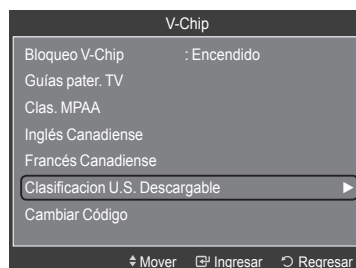 V-Chip
Bloqueo V-Chip : Encendido
Guías pater. TV
Clas. MPAA
Inglés Canadiense
Francés Canadiense
Clasificacion U.S. Descargable
Cambiar Código
Mover Ingresar Regresar